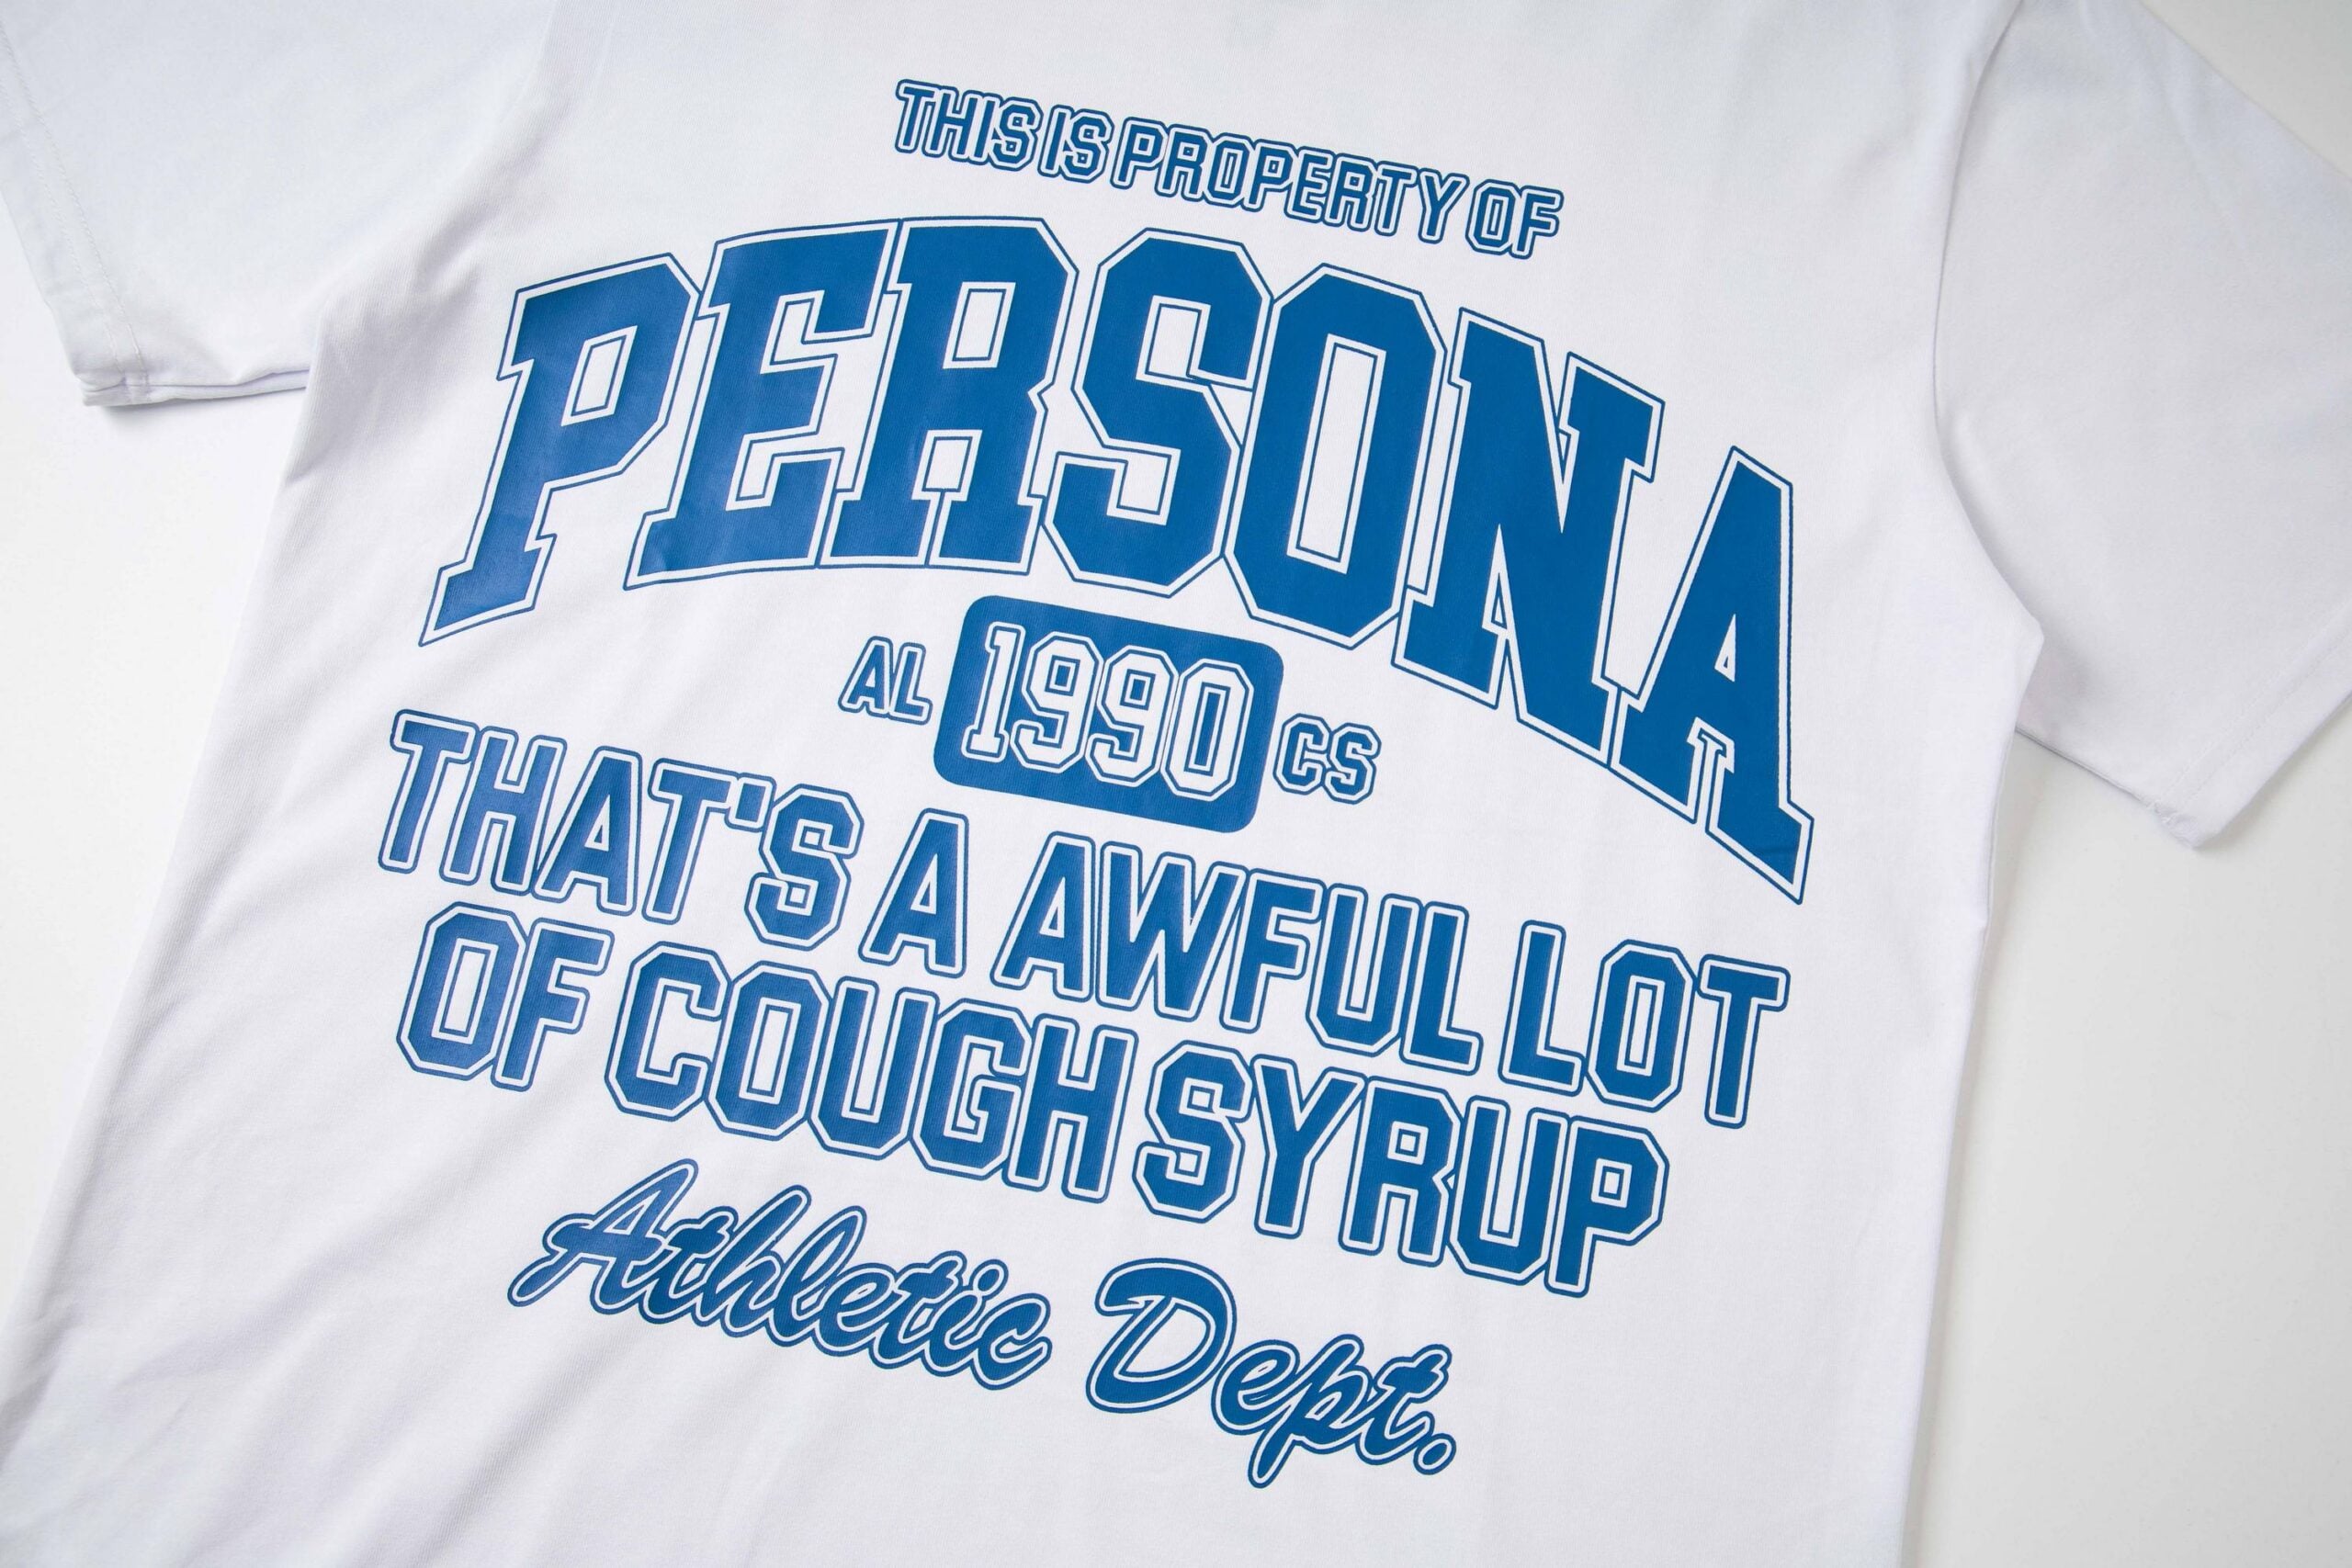 THIS IS PROPERTY OF
PERSONA
AL 1990 CS
THAT'S A AWFUL LOT
OF COUGH SYRUP
Athletic Dept.